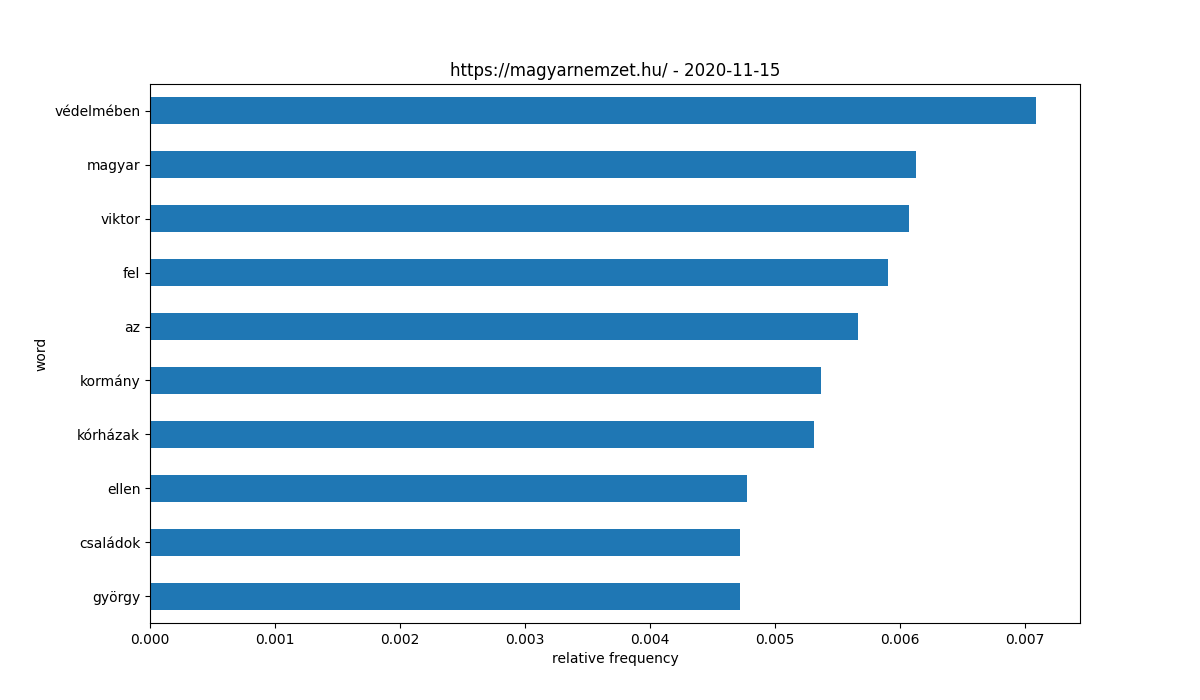 https://magyarnemzet.hu/ - 2020-11-15
védelmében
magyar
viktor
fel
az
kormány
kórházak
ellen
családok
györgy
word
0.000 0.001 0.002 0.003 0.004 0.005 0.006 0.007
relative frequency